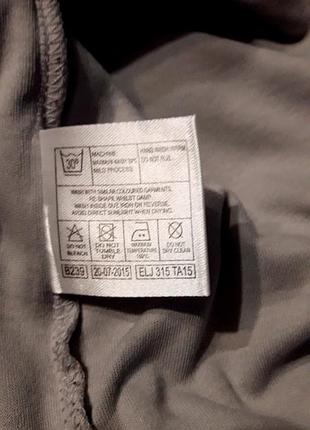 30°
MACHINE
MAXIMUM WASH 30°C
MILD PROCESS
HAND WASH WARM
DO NOT RUB
WASH WITH SIMILAR COLOURED GARMENTS.
RE-SHAPE WHILST DAMP.
WASH INSIDE OUT, IRON ON REVERSE.
AVOID DIRECT SUNLIGHT WHEN DRYING.
DO NOT BLEACH
DO NOT TUMBLE DRY
MAXIMUM TEMPERATURE
DO NOT DRY CLEAN
B239 20-07-2015 ELJ 315 TA15